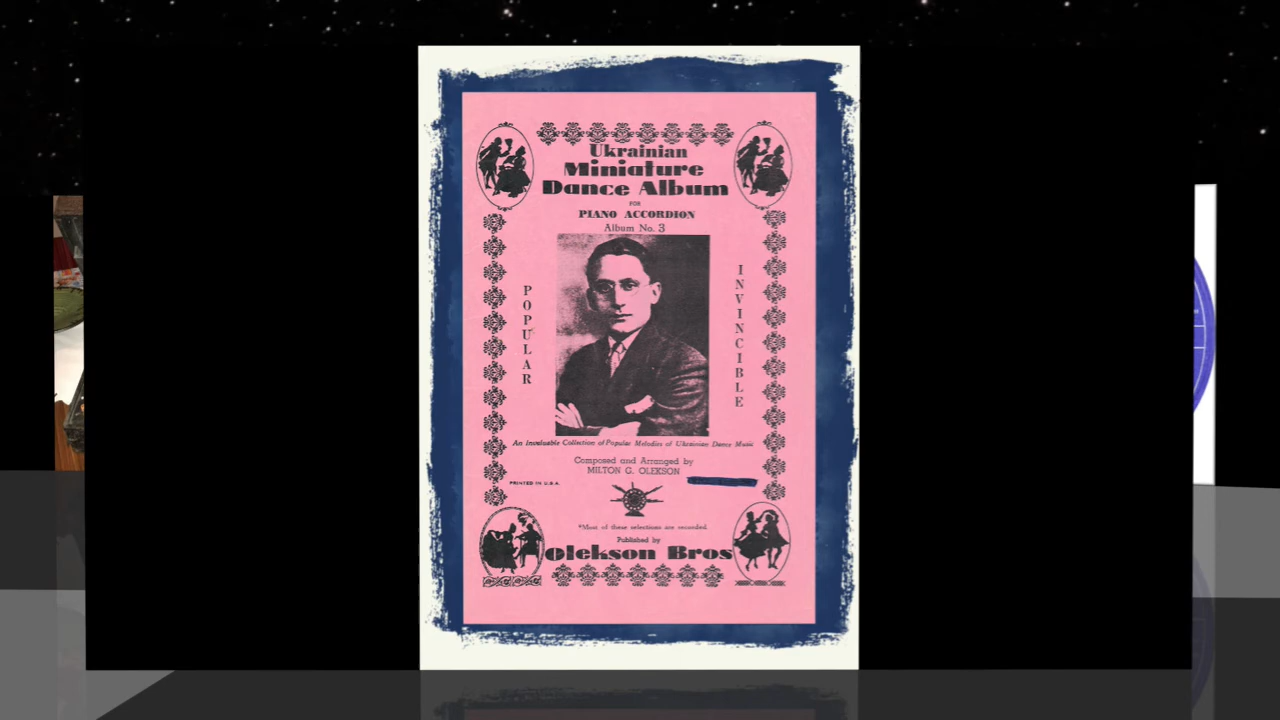 Ukrainian
Miniature
Dance Album
FOR
PIANO ACCORDION
Album No. 3
POPULAR
INVINCIBLE
An Invaluable Collection of Popular Melodies of Ukrainian Dance Music
Composed and Arranged by
MILTON G. OLEKSON
PRINTED IN U.S.A.
*Most of these selections are recorded.
Published by
Olekson Bros